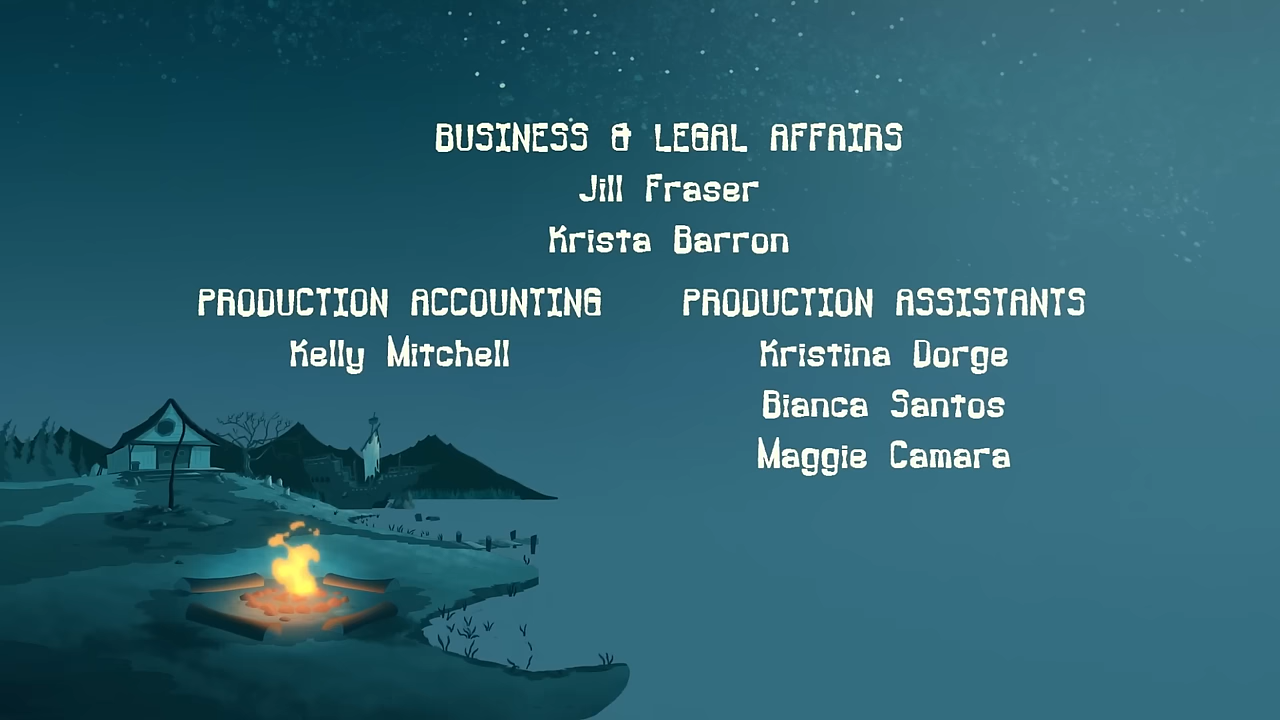 BUSINESS & LEGAL AFFAIRS
Jill Fraser
Krista Barron
PRODUCTION ACCOUNTING
Kelly Mitchell
PRODUCTION ASSISTANTS
Kristina Dorge
Bianca Santos
Maggie Camara